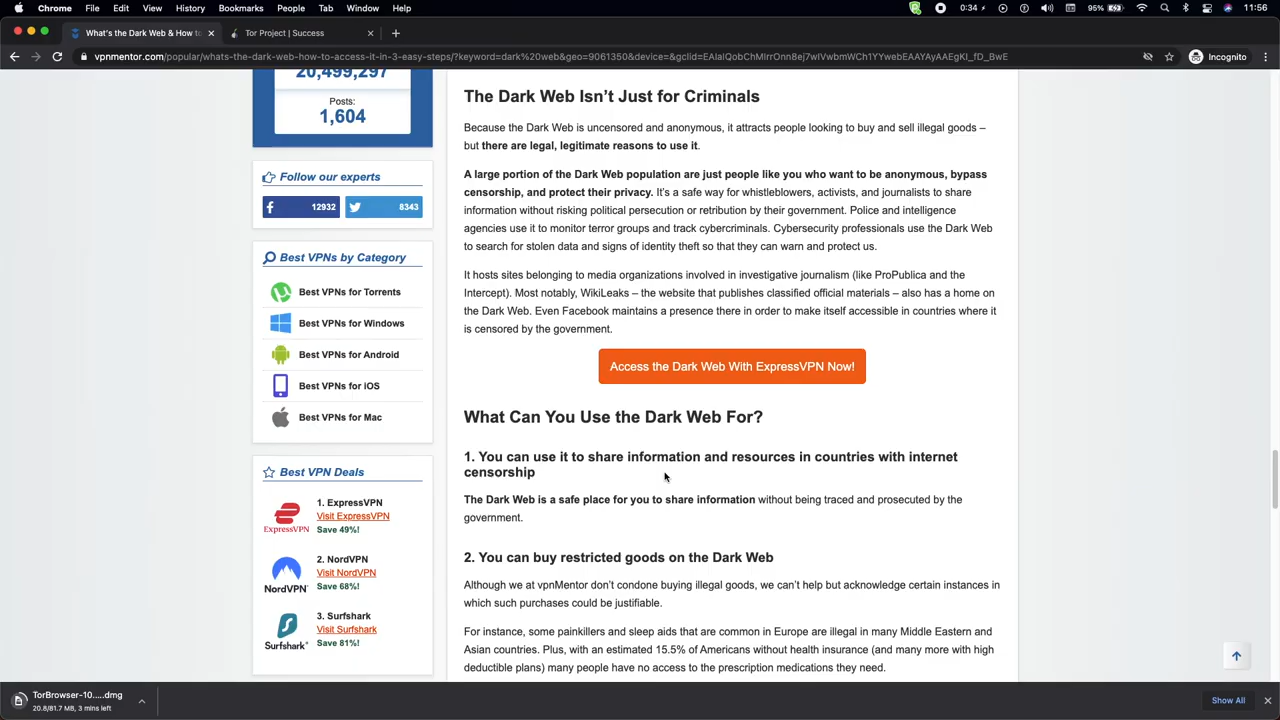 Chrome File Edit View History Bookmarks People Tab Window Help 0:34 95% 11:56
What's the Dark Web & How to Tor Project | Success
vpnmentor.com/popular/whats-the-dark-web-how-to-access-it-in-3-easy-steps/?keyword=dark%20web&geo=9061350&device=&gclid=EAIaIQobChMIrrOnn8ej7wIVwbmWCh1YYwebEAAYAyAAEgKI_fD_BwE Incognito
20,499,297
Posts:
1,604
Follow our experts
12932 8343
Best VPNs by Category
Best VPNs for Torrents
Best VPNs for Windows
Best VPNs for Android
Best VPNs for iOS
Best VPNs for Mac
Best VPN Deals
1. ExpressVPN
Visit ExpressVPN
ExpressVPN
Save 49%!
2. NordVPN
Visit NordVPN
NordVPN
Save 68%!
3. Surfshark
Visit Surfshark
Surfshark
Save 81%!
The Dark Web Isn't Just for Criminals
Because the Dark Web is uncensored and anonymous, it attracts people looking to buy and sell illegal goods –
but there are legal, legitimate reasons to use it.
A large portion of the Dark Web population are just people like you who want to be anonymous, bypass
censorship, and protect their privacy. It's a safe way for whistleblowers, activists, and journalists to share
information without risking political persecution or retribution by their government. Police and intelligence
agencies use it to monitor terror groups and track cybercriminals. Cybersecurity professionals use the Dark Web
to search for stolen data and signs of identity theft so that they can warn and protect us.
It hosts sites belonging to media organizations involved in investigative journalism (like ProPublica and the
Intercept). Most notably, WikiLeaks – the website that publishes classified official materials – also has a home on
the Dark Web. Even Facebook maintains a presence there in order to make itself accessible in countries where it
is censored by the government.
Access the Dark Web With ExpressVPN Now!
What Can You Use the Dark Web For?
1. You can use it to share information and resources in countries with internet
censorship
The Dark Web is a safe place for you to share information without being traced and prosecuted by the
government.
2. You can buy restricted goods on the Dark Web
Although we at vpnMentor don't condone buying illegal goods, we can't help but acknowledge certain instances in
which such purchases could be justifiable.
For instance, some painkillers and sleep aids that are common in Europe are illegal in many Middle Eastern and
Asian countries. Plus, with an estimated 15.5% of Americans without health insurance (and many more with high
deductible plans) many people have no access to the prescription medications they need.
TorBrowser-10.....dmg
20.8/81.7 MB, 3 mins left
Show All